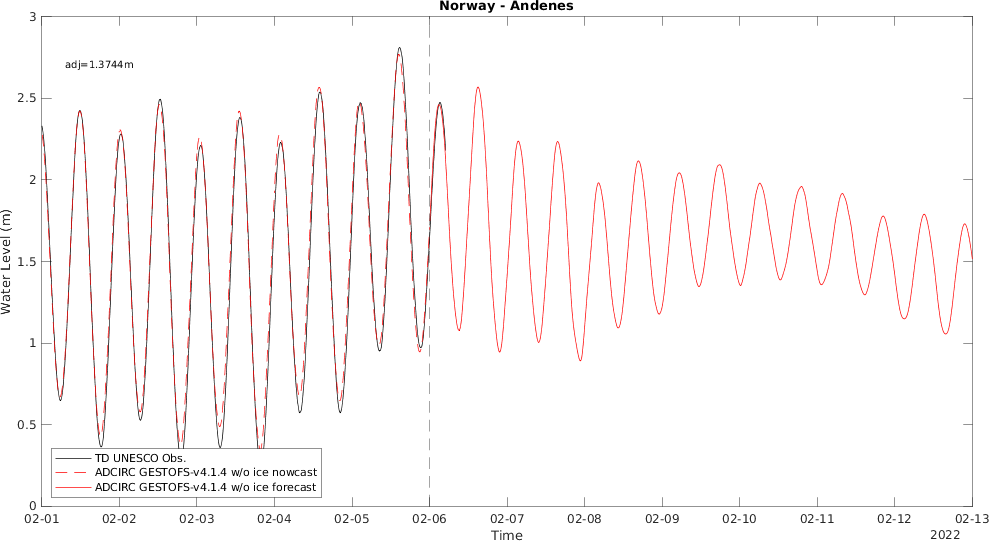 Norway - Andenes
3
adj=1.3744m
2.5
2
1.5
1
0.5
0
Water Level (m)
TD UNESCO Obs.
ADCIRC GESTOFS-v4.1.4 w/o ice nowcast
ADCIRC GESTOFS-v4.1.4 w/o ice forecast
02-01 02-02 02-03 02-04 02-05 02-06 02-07 02-08 02-09 02-10 02-11 02-12 02-13
Time
2022